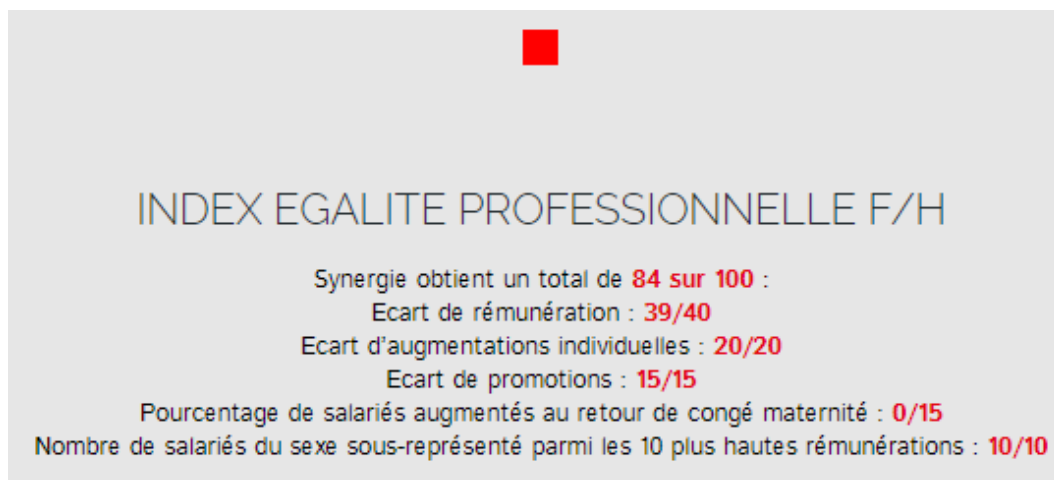 INDEX EGALITE PROFESSIONNELLE F/H
Synergie obtient un total de 84 sur 100 :
Ecart de rémunération : 39/40
Ecart d'augmentations individuelles : 20/20
Ecart de promotions : 15/15
Pourcentage de salariés augmentés au retour de congé maternité : 0/15
Nombre de salariés du sexe sous-représenté parmi les 10 plus hautes rémunérations : 10/10